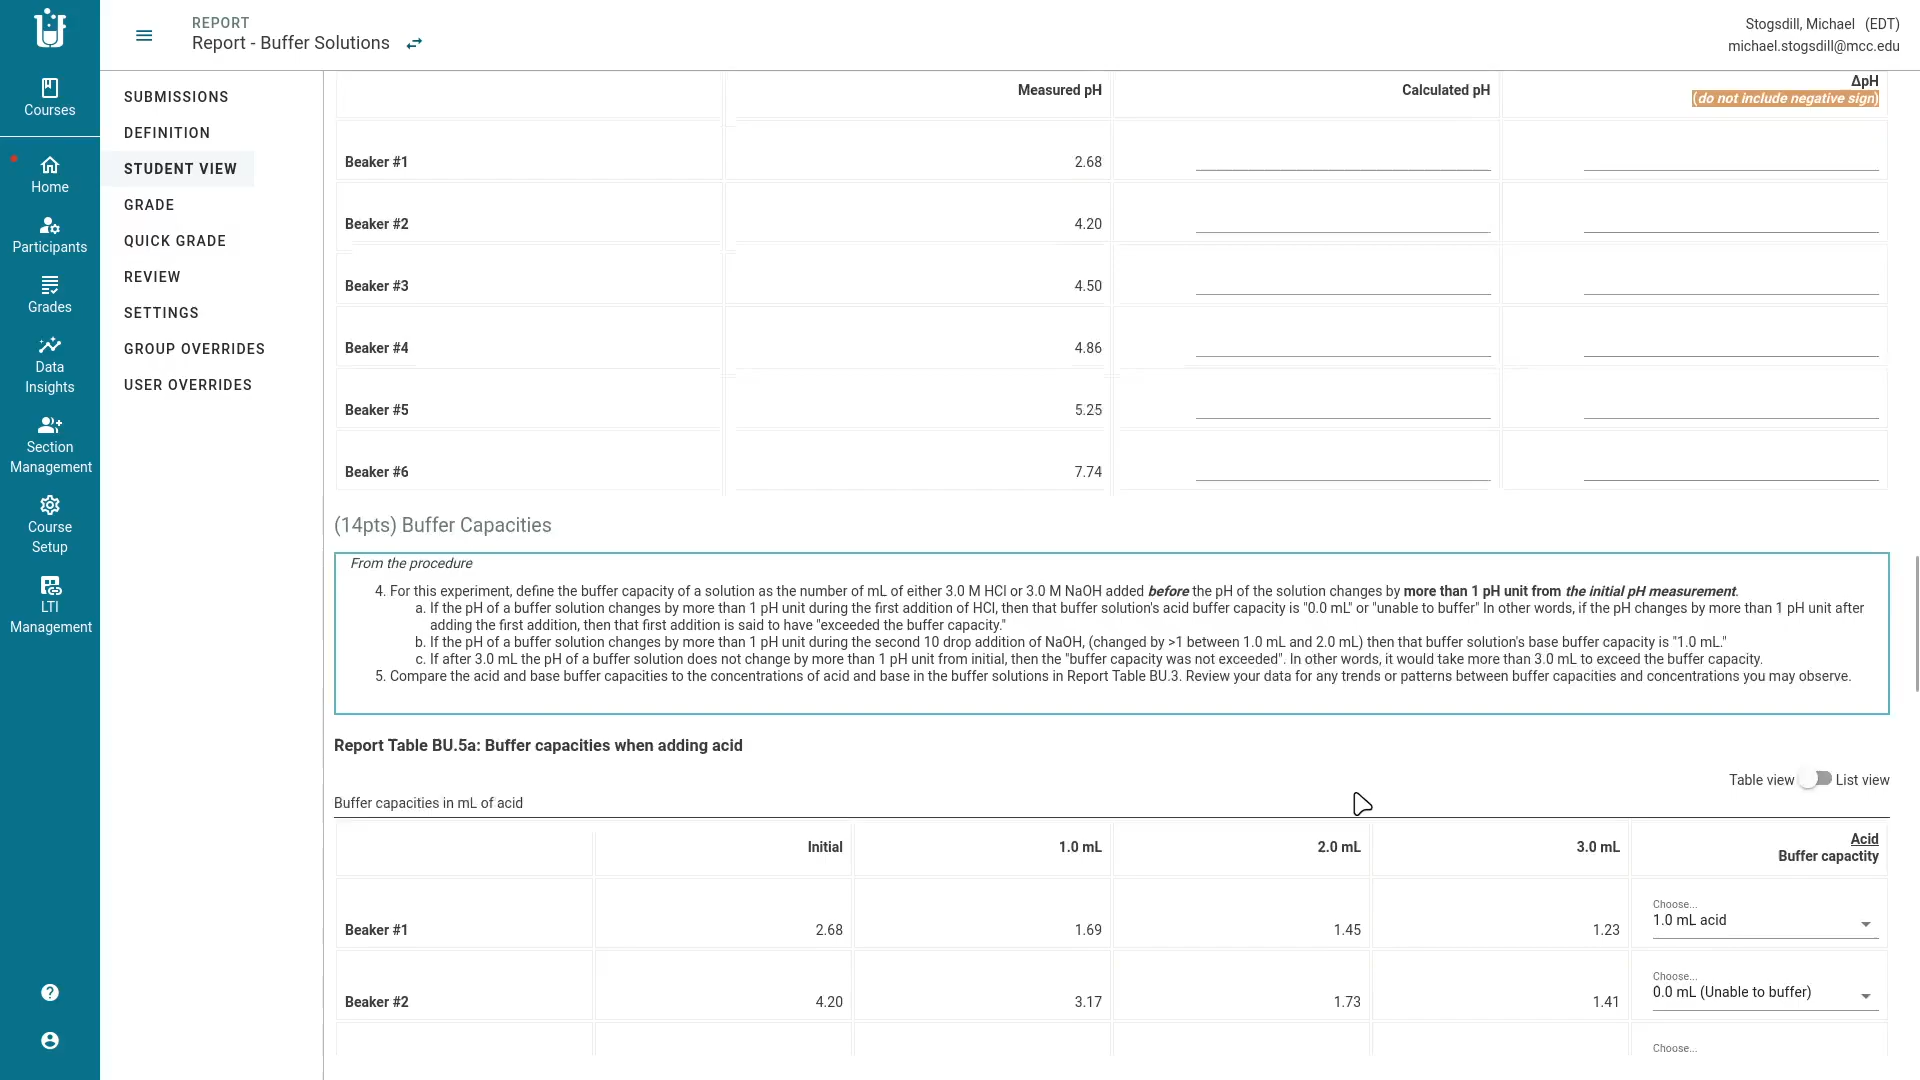 REPORT
Report - Buffer Solutions
Stogsdill, Michael (EDT)
michael.stogsdill@mcc.edu
Courses
Home
Participants
Grades
Data
Insights
Section
Management
Course
Setup
LTI
Management
SUBMISSIONS
DEFINITION
STUDENT VIEW
GRADE
QUICK GRADE
REVIEW
SETTINGS
GROUP OVERRIDES
USER OVERRIDES
Measured pH Calculated pH ΔpH
(do not include negative sign)
Beaker #1 2.68
Beaker #2 4.20
Beaker #3 4.50
Beaker #4 4.86
Beaker #5 5.25
Beaker #6 7.74
(14pts) Buffer Capacities
From the procedure
4. For this experiment, define the buffer capacity of a solution as the number of mL of either 3.0 M HCl or 3.0 M NaOH added before the pH of the solution changes by more than 1 pH unit from the initial pH measurement.
a. If the pH of a buffer solution changes by more than 1 pH unit during the first addition of HCl, then that buffer solution's acid buffer capacity is "0.0 mL" or "unable to buffer" In other words, if the pH changes by more than 1 pH unit after
adding the first addition, then that first addition is said to have "exceeded the buffer capacity."
b. If the pH of a buffer solution changes by more than 1 pH unit during the second 10 drop addition of NaOH, (changed by >1 between 1.0 mL and 2.0 mL) then that buffer solution's base buffer capacity is "1.0 mL."
c. If after 3.0 mL the pH of a buffer solution does not change by more than 1 pH unit from initial, then the "buffer capacity was not exceeded". In other words, it would take more than 3.0 mL to exceed the buffer capacity.
5. Compare the acid and base buffer capacities to the concentrations of acid and base in the buffer solutions in Report Table BU.3. Review your data for any trends or patterns between buffer capacities and concentrations you may observe.
Report Table BU.5a: Buffer capacities when adding acid
Table view List view
Buffer capacities in mL of acid
Initial 1.0 mL 2.0 mL 3.0 mL Acid
Buffer capactity
Choose...
Beaker #1 2.68 1.69 1.45 1.23 1.0 mL acid
Choose...
Beaker #2 4.20 3.17 1.73 1.41 0.0 mL (Unable to buffer)
Choose...